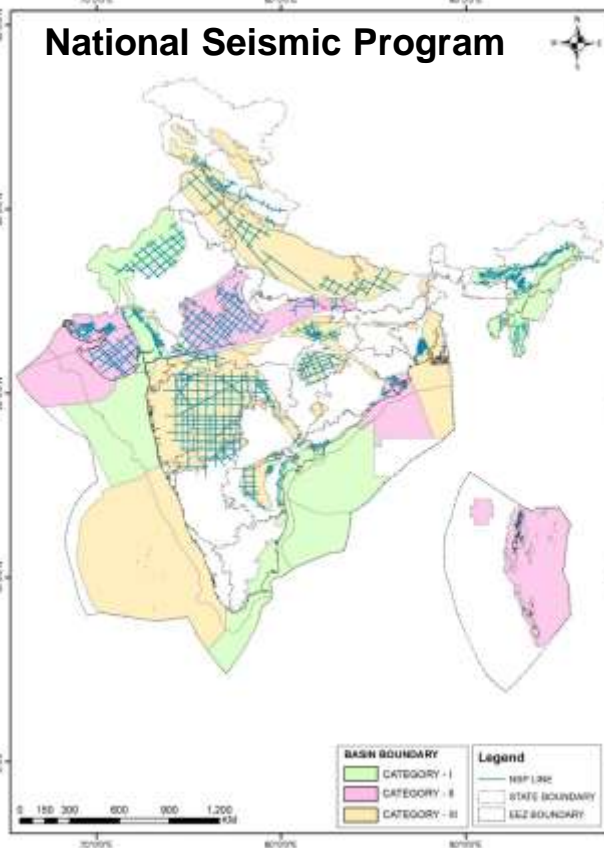 National Seismic Program
N
S
BASIN BOUNDARY
CATEGORY - I
CATEGORY - II
CATEGORY - III
Legend
NSP LINE
STATE BOUNDARY
EEZ BOUNDARY
0 150 300 600 900 1,200
KM